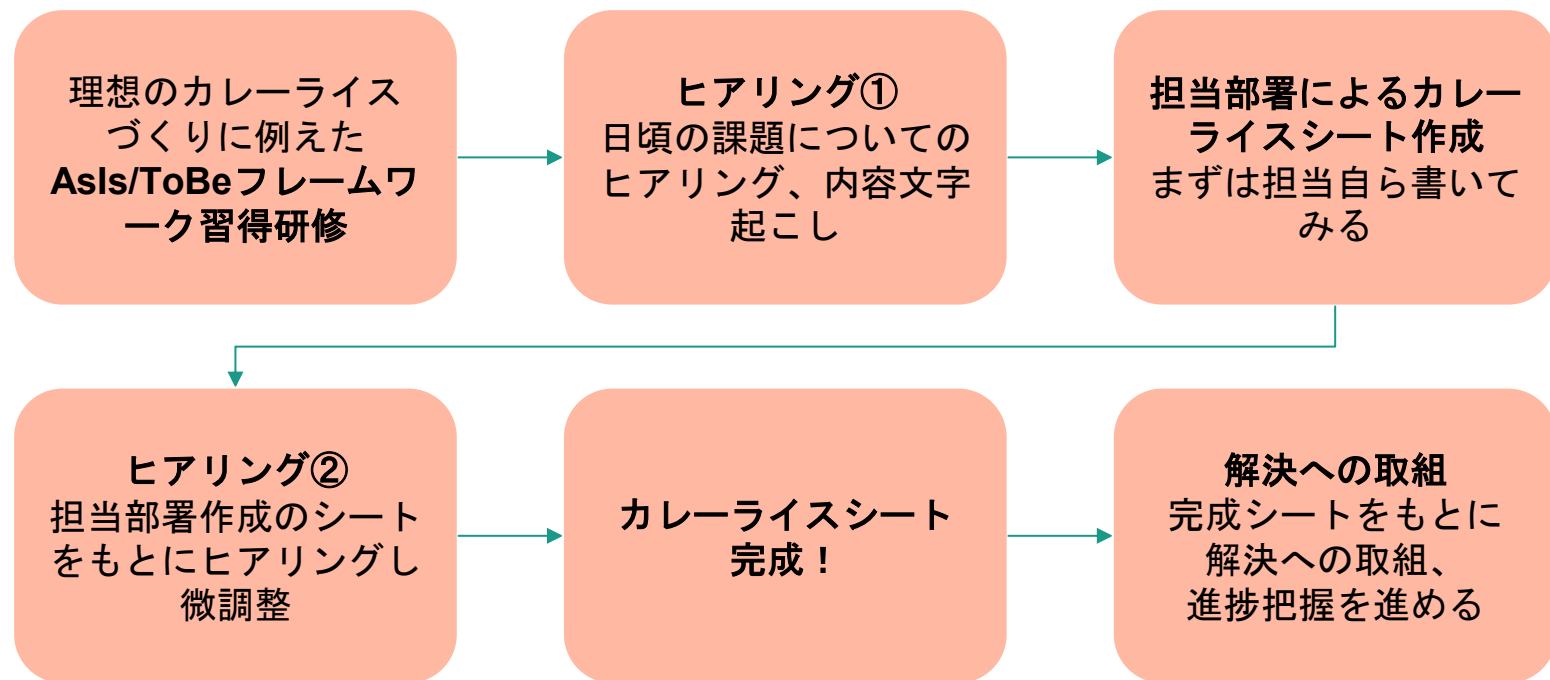 理想のカレーライス
づくりに例えた
AsIs/ToBeフレームワ
ーク習得研修
ヒアリング①
日頃の課題についての
ヒアリング、内容文字
起こし
担当部署によるカレー
ライスシート作成
まずは担当自ら書いて
みる
ヒアリング②
担当部署作成のシート
をもとにヒアリングし
微調整
カレーライスシート
完成！
解決への取組
完成シートをもとに
解決への取組、
進捗把握を進める